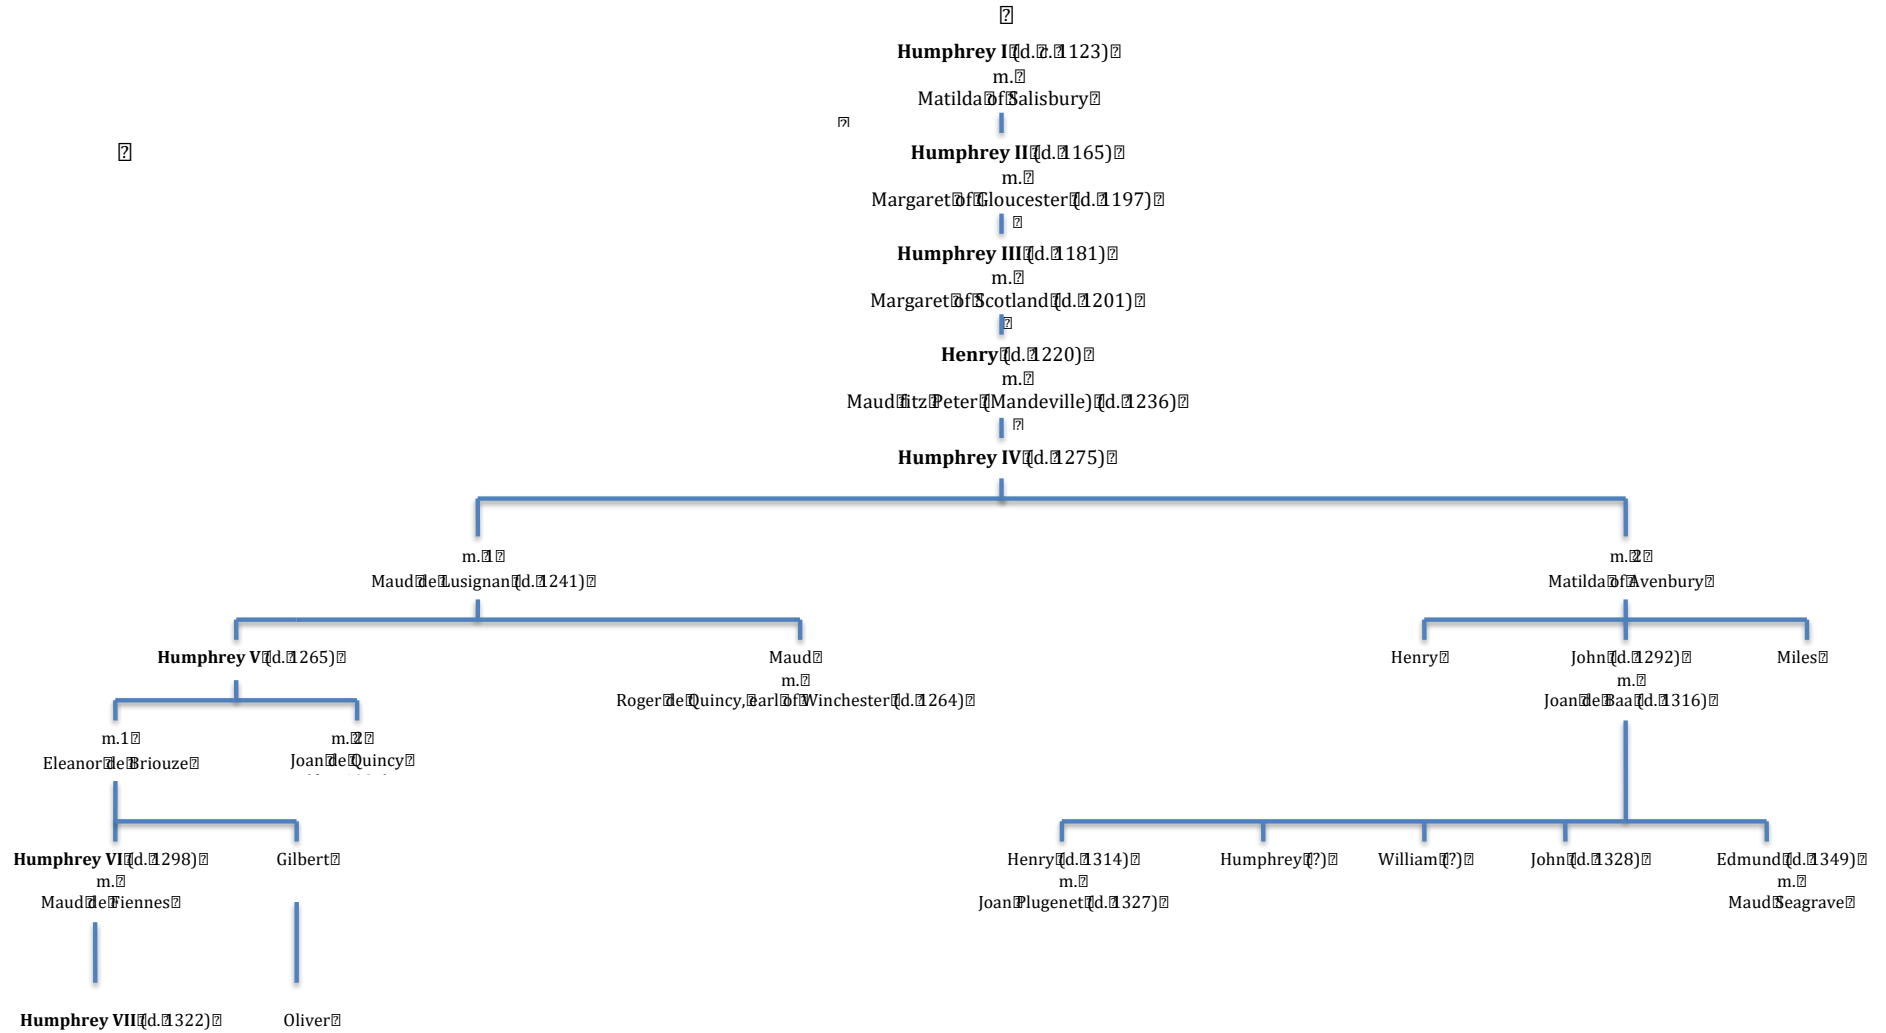 Humphrey I (d. c. 1123)
m.
Matilda of Salisbury
Humphrey II (d. 1165)
m.
Margaret of Gloucester (d. 1197)
Humphrey III (d. 1181)
m.
Margaret of Scotland (d. 1201)
Henry (d. 1220)
m.
Maud fitz Peter (Mandeville) (d. 1236)
Humphrey IV (d. 1275)
m. 1
Maud de Lusignan (d. 1241)
m. 2
Matilda of Avenbury
Humphrey V (d. 1265)
Maud
m.
Roger de Quincy, earl of Winchester (d. 1264)
Henry
John (d. 1292)
m.
Joan de Baa (d. 1316)
Miles
m.1
Eleanor de Briouze
m. 2
Joan de Quincy
Humphrey VI (d. 1298)
m.
Maud de Fiennes
Gilbert
Henry (d. 1314)
m.
Joan Plugenet (d. 1327)
Humphrey (?)
William (?)
John (d. 1328)
Edmund (d. 1349)
m.
Maud Seagrave
Humphrey VII (d. 1322)
Oliver